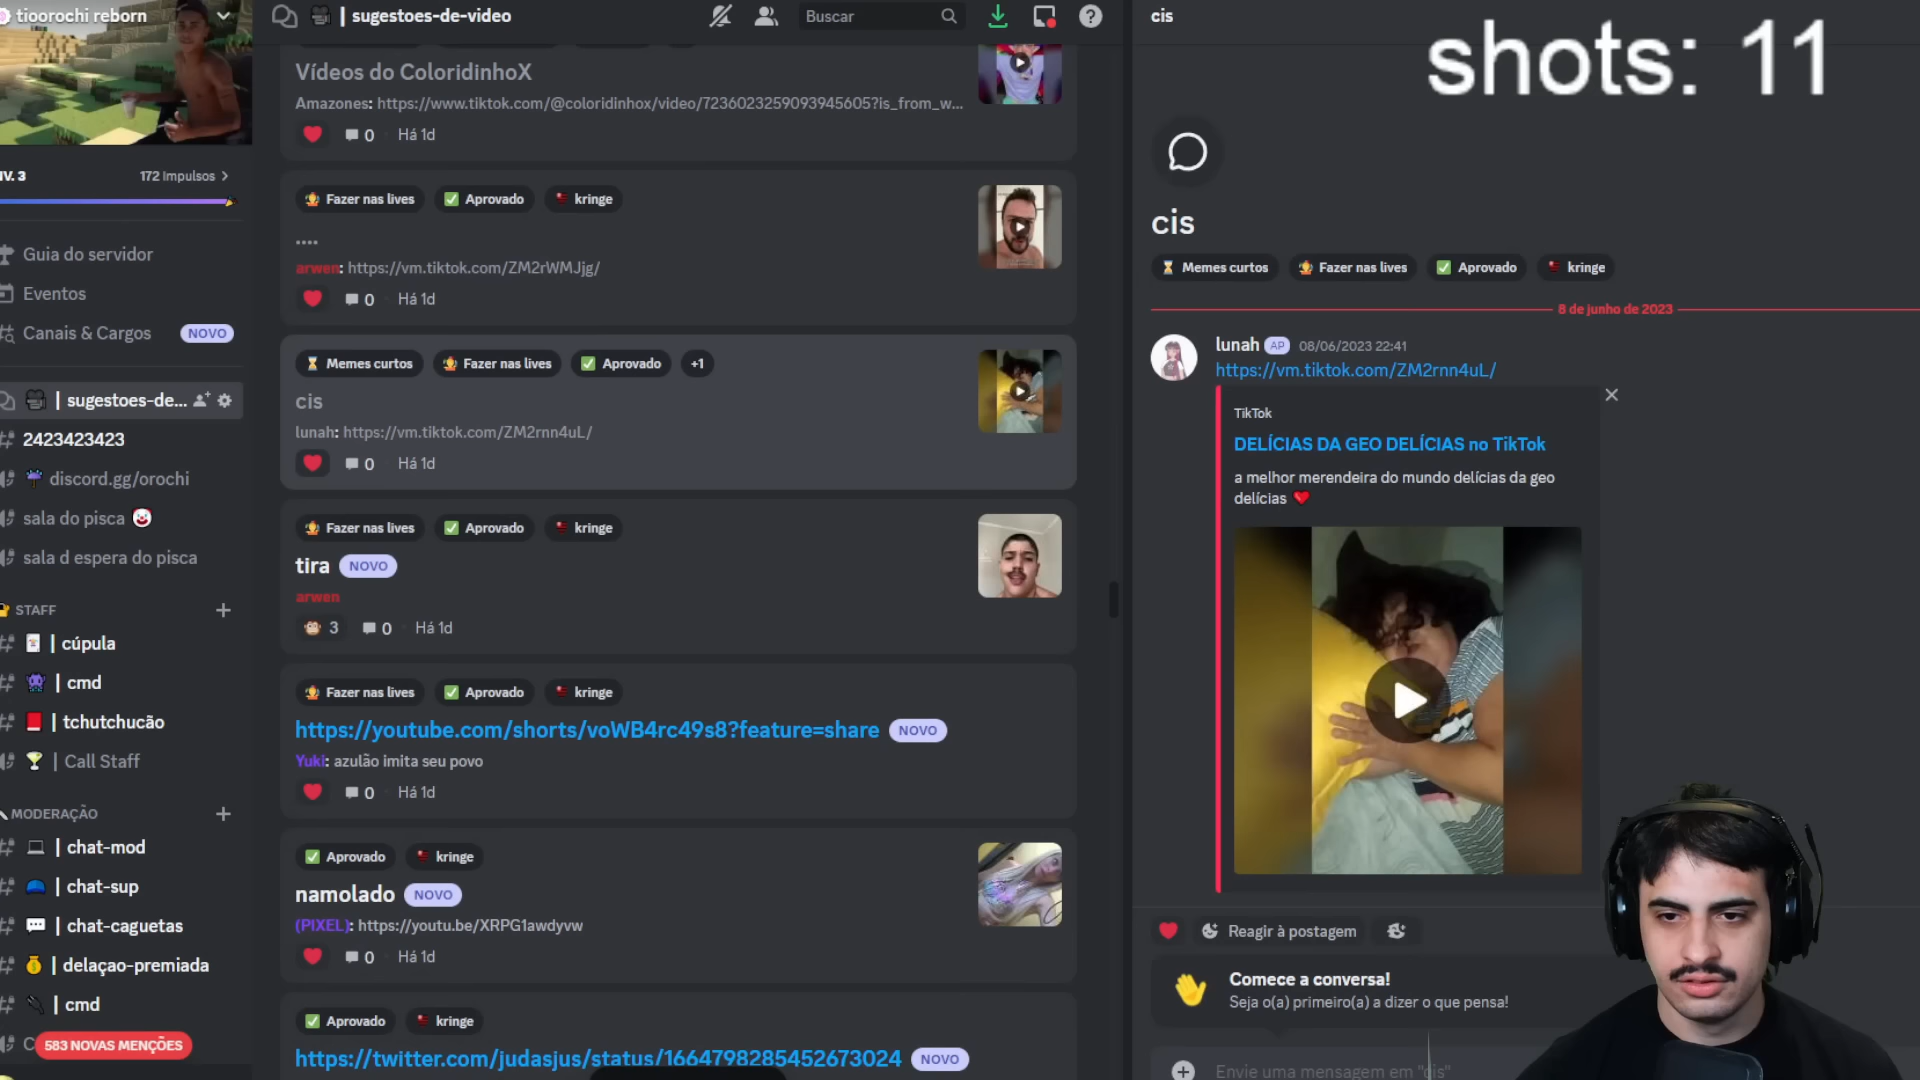 tioorochi reborn
NV. 3
172 Impulsos
Guia do servidor
Eventos
Canais & Cargos NOVO
| sugestoes-de...
2423423423
discord.gg/orochi
sala do pisca
sala d espera do pisca
STAFF
| cúpula
| cmd
| tchutchucão
| Call Staff
MODERAÇÃO
| chat-mod
| chat-sup
| chat-caguetas
| delaçao-premiada
| cmd
583 NOVAS MENÇÕES
| sugestoes-de-video
Buscar
Vídeos do ColoridinhoX
Amazones: https://www.tiktok.com/@coloridinhox/video/7236023259093945605?is_from_w...
0 Há 1d
Fazer nas lives Aprovado kringe
....
arwen: https://vm.tiktok.com/ZM2rWMJjg/
0 Há 1d
Memes curtos Fazer nas lives Aprovado +1
cis
lunah: https://vm.tiktok.com/ZM2rnn4uL/
0 Há 1d
Fazer nas lives Aprovado kringe
tira NOVO
arwen
3 0 Há 1d
Fazer nas lives Aprovado kringe
https://youtube.com/shorts/voWB4rc49s8?feature=share NOVO
Yuki: azulão imita seu povo
0 Há 1d
Aprovado kringe
namolado NOVO
(PIXEL): https://youtu.be/XRPG1awdyvw
0 Há 1d
Aprovado kringe
https://twitter.com/judasjus/status/1664798285452673024 NOVO
cis
shots: 11
cis
Memes curtos Fazer nas lives Aprovado kringe
8 de junho de 2023
lunah AP 08/06/2023 22:41
https://vm.tiktok.com/ZM2rnn4uL/
TikTok
DELÍCIAS DA GEO DELÍCIAS no TikTok
a melhor merendeira do mundo delícias da geo
delícias
Reagir à postagem
Comece a conversa!
Seja o(a) primeiro(a) a dizer o que pensa!
Envie uma mensagem em "cis"